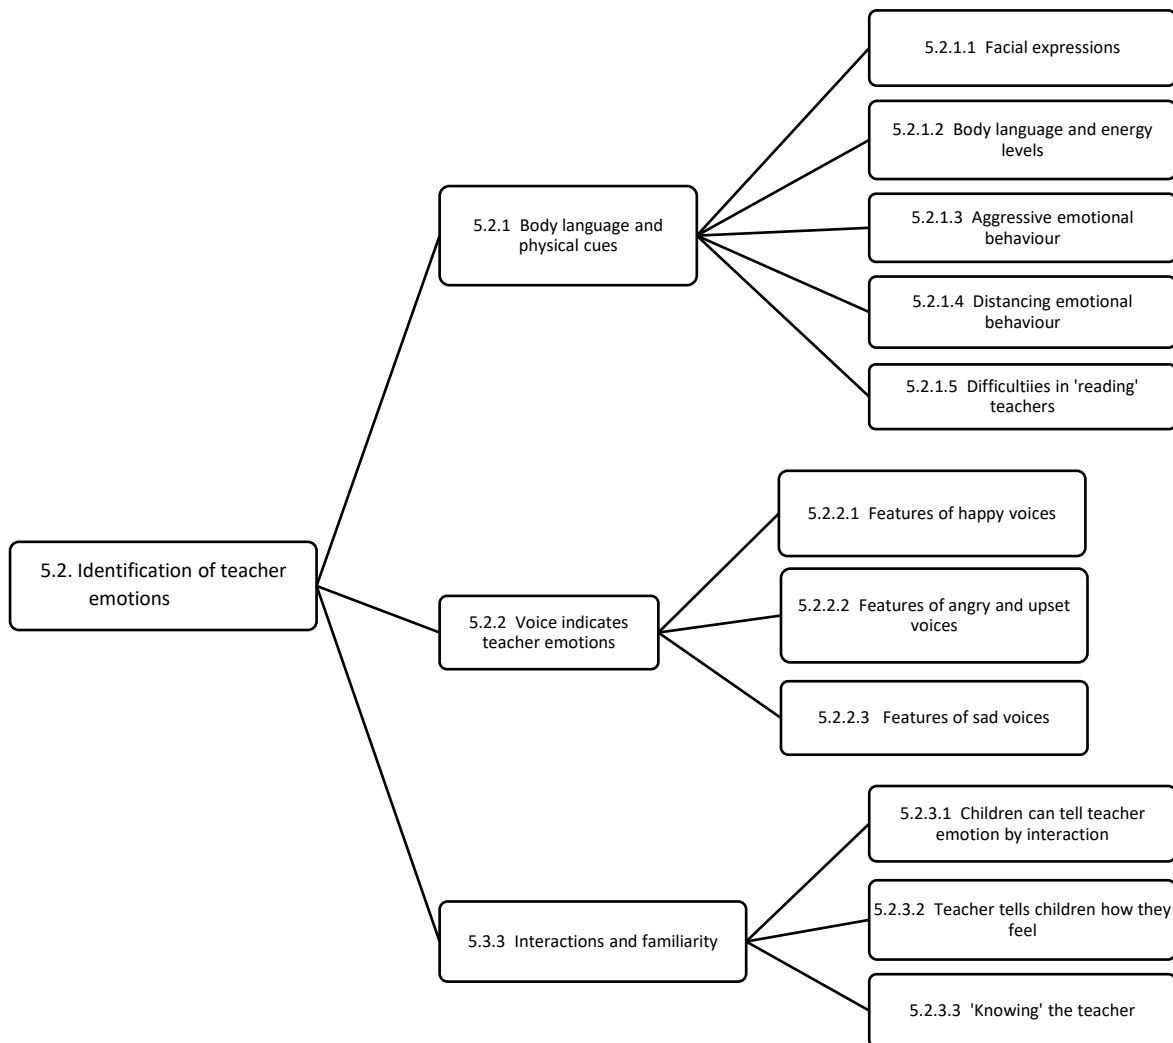 5.2. Identification of teacher
emotions
5.2.1 Body language and
physical cues
5.2.1.1 Facial expressions
5.2.1.2 Body language and energy
levels
5.2.1.3 Aggressive emotional
behaviour
5.2.1.4 Distancing emotional
behaviour
5.2.1.5 Difficultiies in 'reading'
teachers
5.2.2 Voice indicates
teacher emotions
5.2.2.1 Features of happy voices
5.2.2.2 Features of angry and upset
voices
5.2.2.3 Features of sad voices
5.3.3 Interactions and familiarity
5.2.3.1 Children can tell teacher
emotion by interaction
5.2.3.2 Teacher tells children how they
feel
5.2.3.3 'Knowing' the teacher